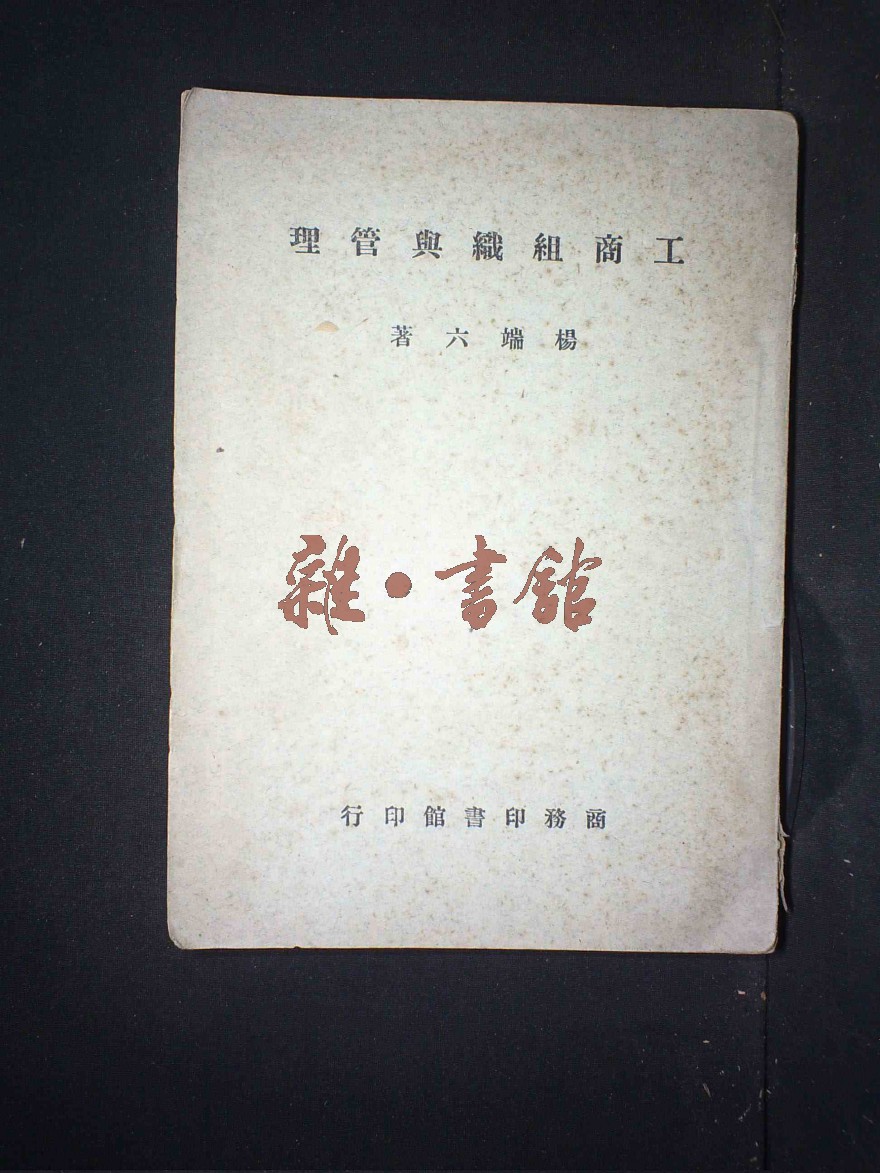 工商組織與管理
楊端六著
雜·書館
商務印書館印行